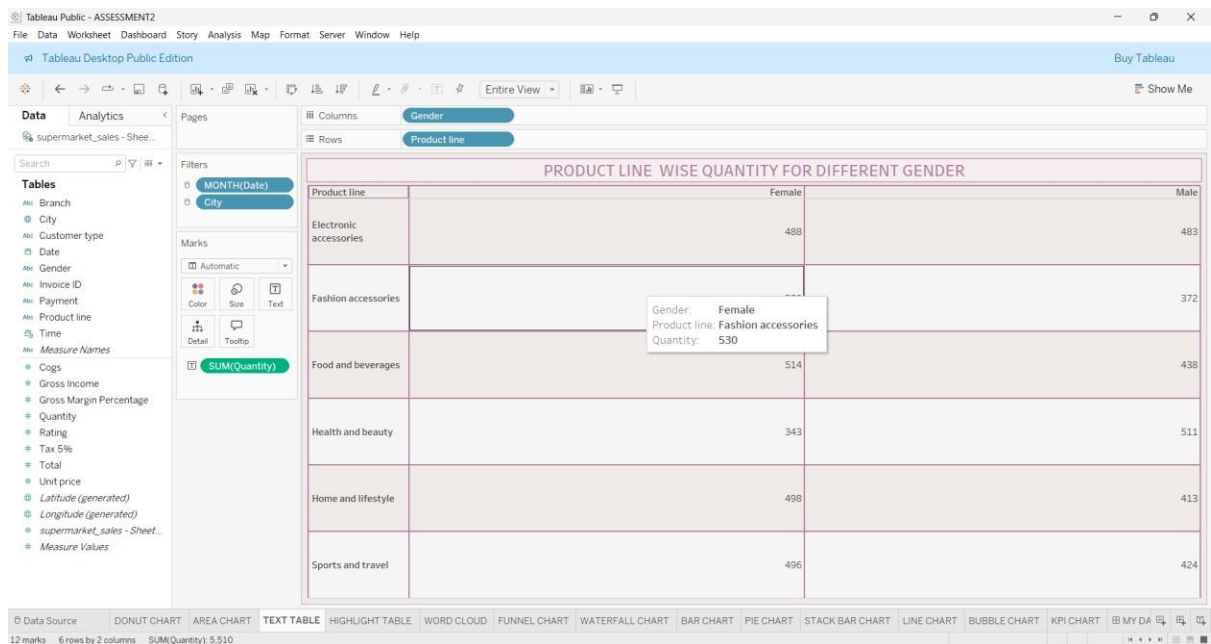 Tableau Public - ASSESSMENT2
File Data Worksheet Dashboard Story Analysis Map Format Server Window Help
Tableau Desktop Public Edition Buy Tableau
Entire View Show Me
Data Analytics Pages Columns Gender
supermarket_sales - Shee... Rows Product line
Search
Tables
Abc Branch
City
Abc Customer type
Date
Abc Gender
Abc Invoice ID
Abc Payment
Abc Product line
Time
Abc Measure Names
# Cogs
# Gross Income
# Gross Margin Percentage
# Quantity
# Rating
# Tax 5%
# Total
# Unit price
Latitude (generated)
Longitude (generated)
# supermarket_sales - Sheet...
# Measure Values
Filters
MONTH(Date)
City
Marks
Automatic
Color Size Text
Detail Tooltip
SUM(Quantity)
PRODUCT LINE WISE QUANTITY FOR DIFFERENT GENDER
Product line Female Male
Electronic
accessories 488 483
Fashion accessories 372
Gender: Female
Product line: Fashion accessories
Quantity: 530
Food and beverages 514 438
Health and beauty 343 511
Home and lifestyle 498 413
Sports and travel 496 424
Data Source DONUT CHART AREA CHART TEXT TABLE HIGHLIGHT TABLE WORD CLOUD FUNNEL CHART WATERFALL CHART BAR CHART PIE CHART STACK BAR CHART LINE CHART BUBBLE CHART KPI CHART MY DA
12 marks 6 rows by 2 columns SUM(Quantity): 5,510